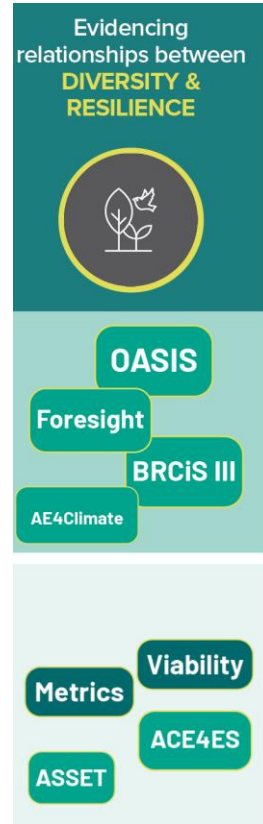 Evidencing
relationships between
DIVERSITY &
RESILIENCE
OASIS
Foresight
BRCiS III
AE4Climate
Viability
Metrics
ACE4ES
ASSET